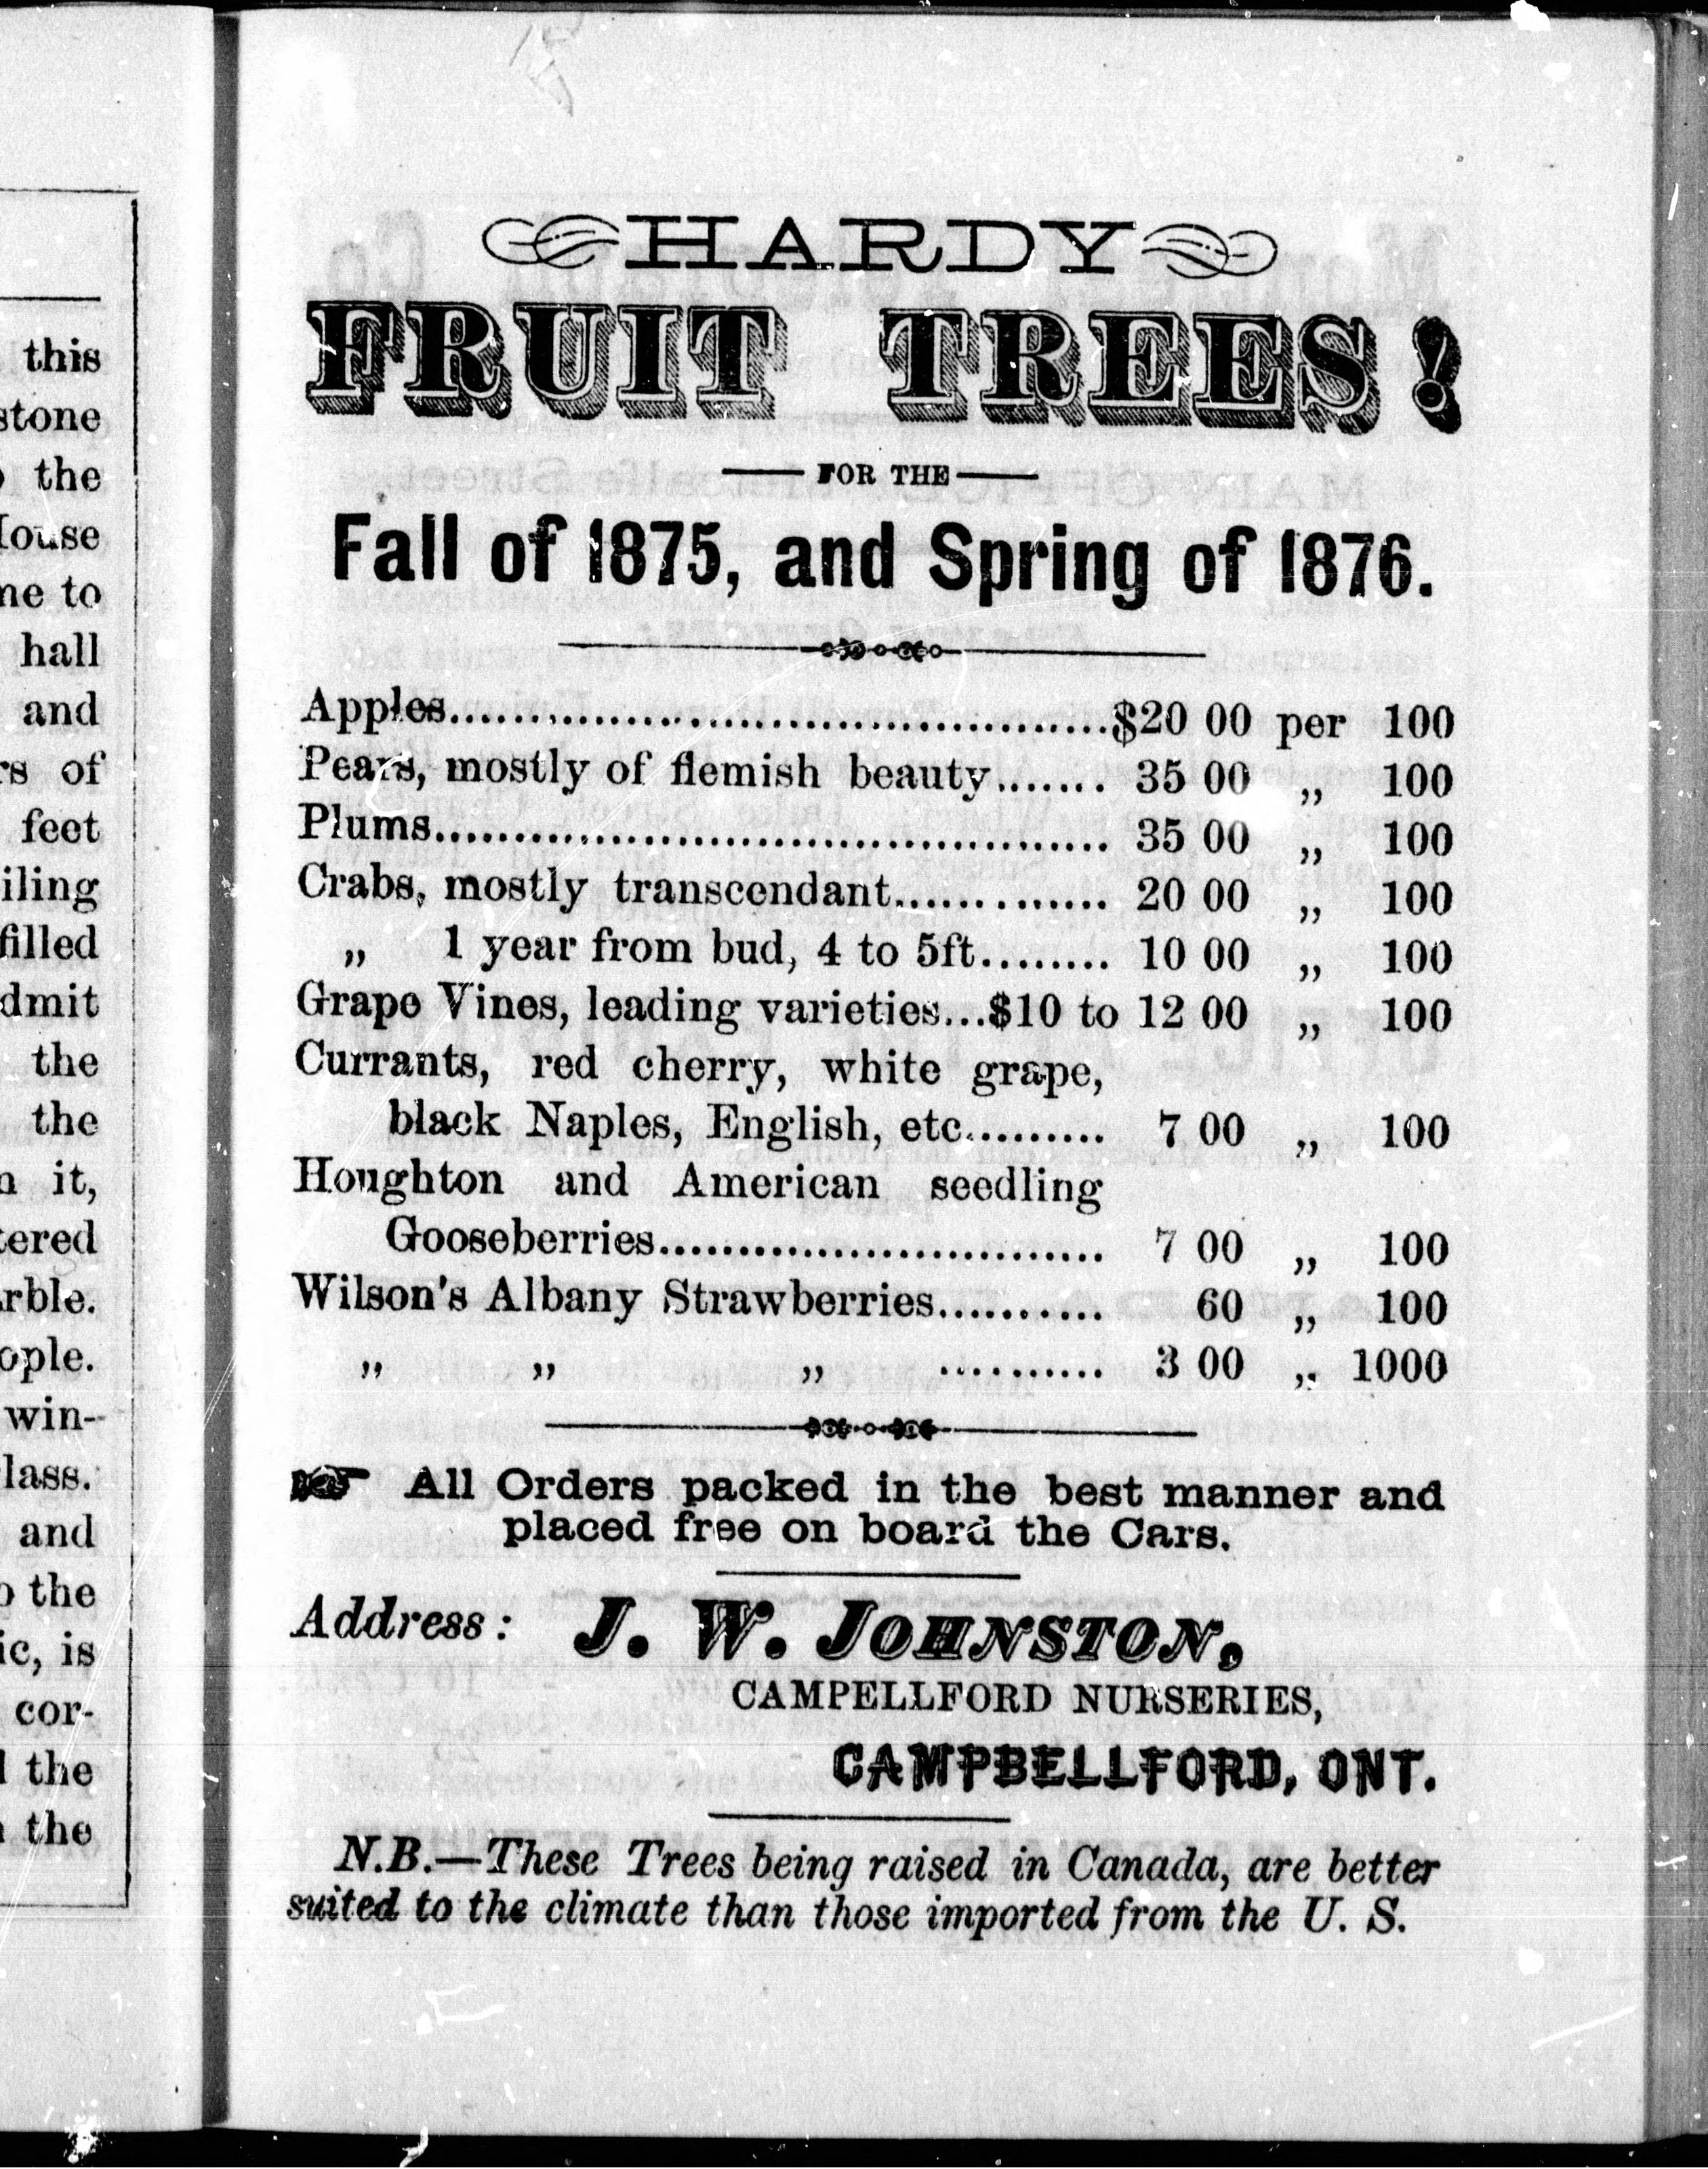 this
stone
the
House
me to
hall
and
rs of
feet
iling
filled
dmit
the
the
n it,
tered
arble.
ople.
win-
lass.
and
o the
ic, is
cor-
d the
n the
HARDY
FRUIT TREES!
FOR THE
Fall of 1875, and Spring of 1876.
Apples.......................................$20 00 per 100
Pears, mostly of flemish beauty....... 35 00 „ 100
Plums.......................................... 35 00 „ 100
Crabs, mostly transcendant............. 20 00 „ 100
„ 1 year from bud, 4 to 5ft........ 10 00 „ 100
Grape Vines, leading varieties...$10 to 12 00 „ 100
Currants, red cherry, white grape,
black Naples, English, etc......... 7 00 „ 100
Houghton and American seedling
Gooseberries............................ 7 00 „ 100
Wilson's Albany Strawberries.......... 60 „ 100
„ „ „ .......... 3 00 „ 1000
☞ All Orders packed in the best manner and
placed free on board the Cars.
Address: J. W. JOHNSTON,
CAMPELLFORD NURSERIES,
CAMPBELLFORD, ONT.
N.B.—These Trees being raised in Canada, are better
suited to the climate than those imported from the U. S.